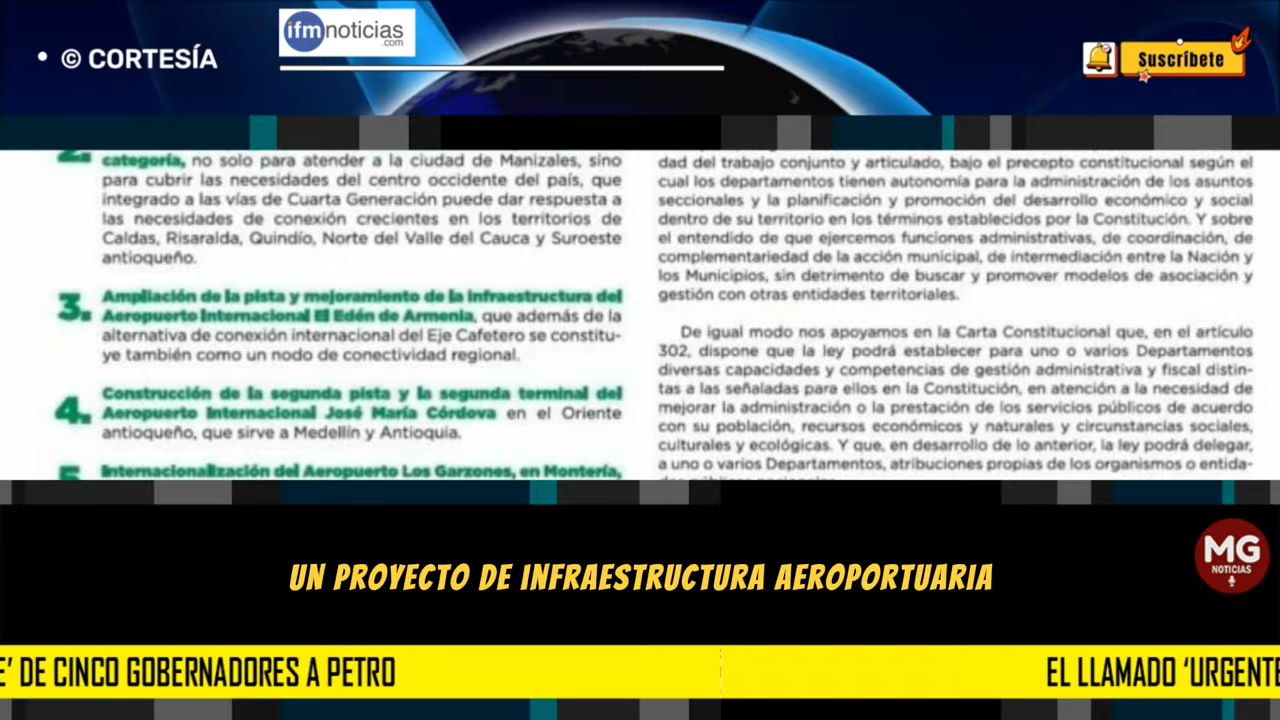 • © CORTESÍA
ifmnoticias
.com
Suscríbete
2.
categoría, no solo para atender a la ciudad de Manizales, sino
para cubrir las necesidades del centro occidente del país, que
integrado a las vías de Cuarta Generación puede dar respuesta a
las necesidades de conexión crecientes en los territorios de
Caldas, Risaralda, Quindío, Norte del Valle del Cauca y Suroeste
antioqueño.
3. Ampliación de la pista y mejoramiento de la infraestructura del
Aeropuerto Internacional El Edén de Armenia, que además de la
alternativa de conexión internacional del Eje Cafetero se constitu-
ye también como un nodo de conectividad regional.
4. Construcción de la segunda pista y la segunda terminal del
Aeropuerto Internacional José María Córdova en el Oriente
antioqueño, que sirve a Medellín y Antioquia.
5. Internacionalización del Aeropuerto Los Garzones, en Montería,
dad del trabajo conjunto y articulado, bajo el precepto constitucional según el
cual los departamentos tienen autonomía para la administración de los asuntos
seccionales y la planificación y promoción del desarrollo económico y social
dentro de su territorio en los términos establecidos por la Constitución. Y sobre
el entendido de que ejercemos funciones administrativas, de coordinación, de
complementariedad de la acción municipal, de intermediación entre la Nación y
los Municipios, sin detrimento de buscar y promover modelos de asociación y
gestión con otras entidades territoriales.
De igual modo nos apoyamos en la Carta Constitucional que, en el artículo
302, dispone que la ley podrá establecer para uno o varios Departamentos
diversas capacidades y competencias de gestión administrativa y fiscal distin-
tas a las señaladas para ellos en la Constitución, en atención a la necesidad de
mejorar la administración o la prestación de los servicios públicos de acuerdo
con su población, recursos económicos y naturales y circunstancias sociales,
culturales y ecológicas. Y que, en desarrollo de lo anterior, la ley podrá delegar,
a uno o varios Departamentos, atribuciones propias de los organismos o entida-
MG
NOTICIAS
UN PROYECTO DE INFRAESTRUCTURA AEROPORTUARIA
E’ DE CINCO GOBERNADORES A PETRO
EL LLAMADO ‘URGENTE